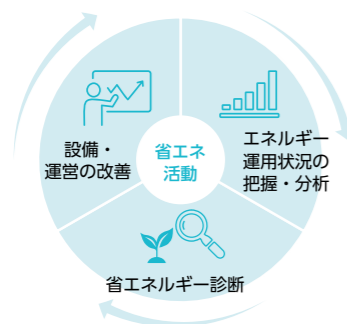 省エネ
活動
エネルギー
運用状況の
把握・分析
省エネルギー診断
設備・
運営の改善